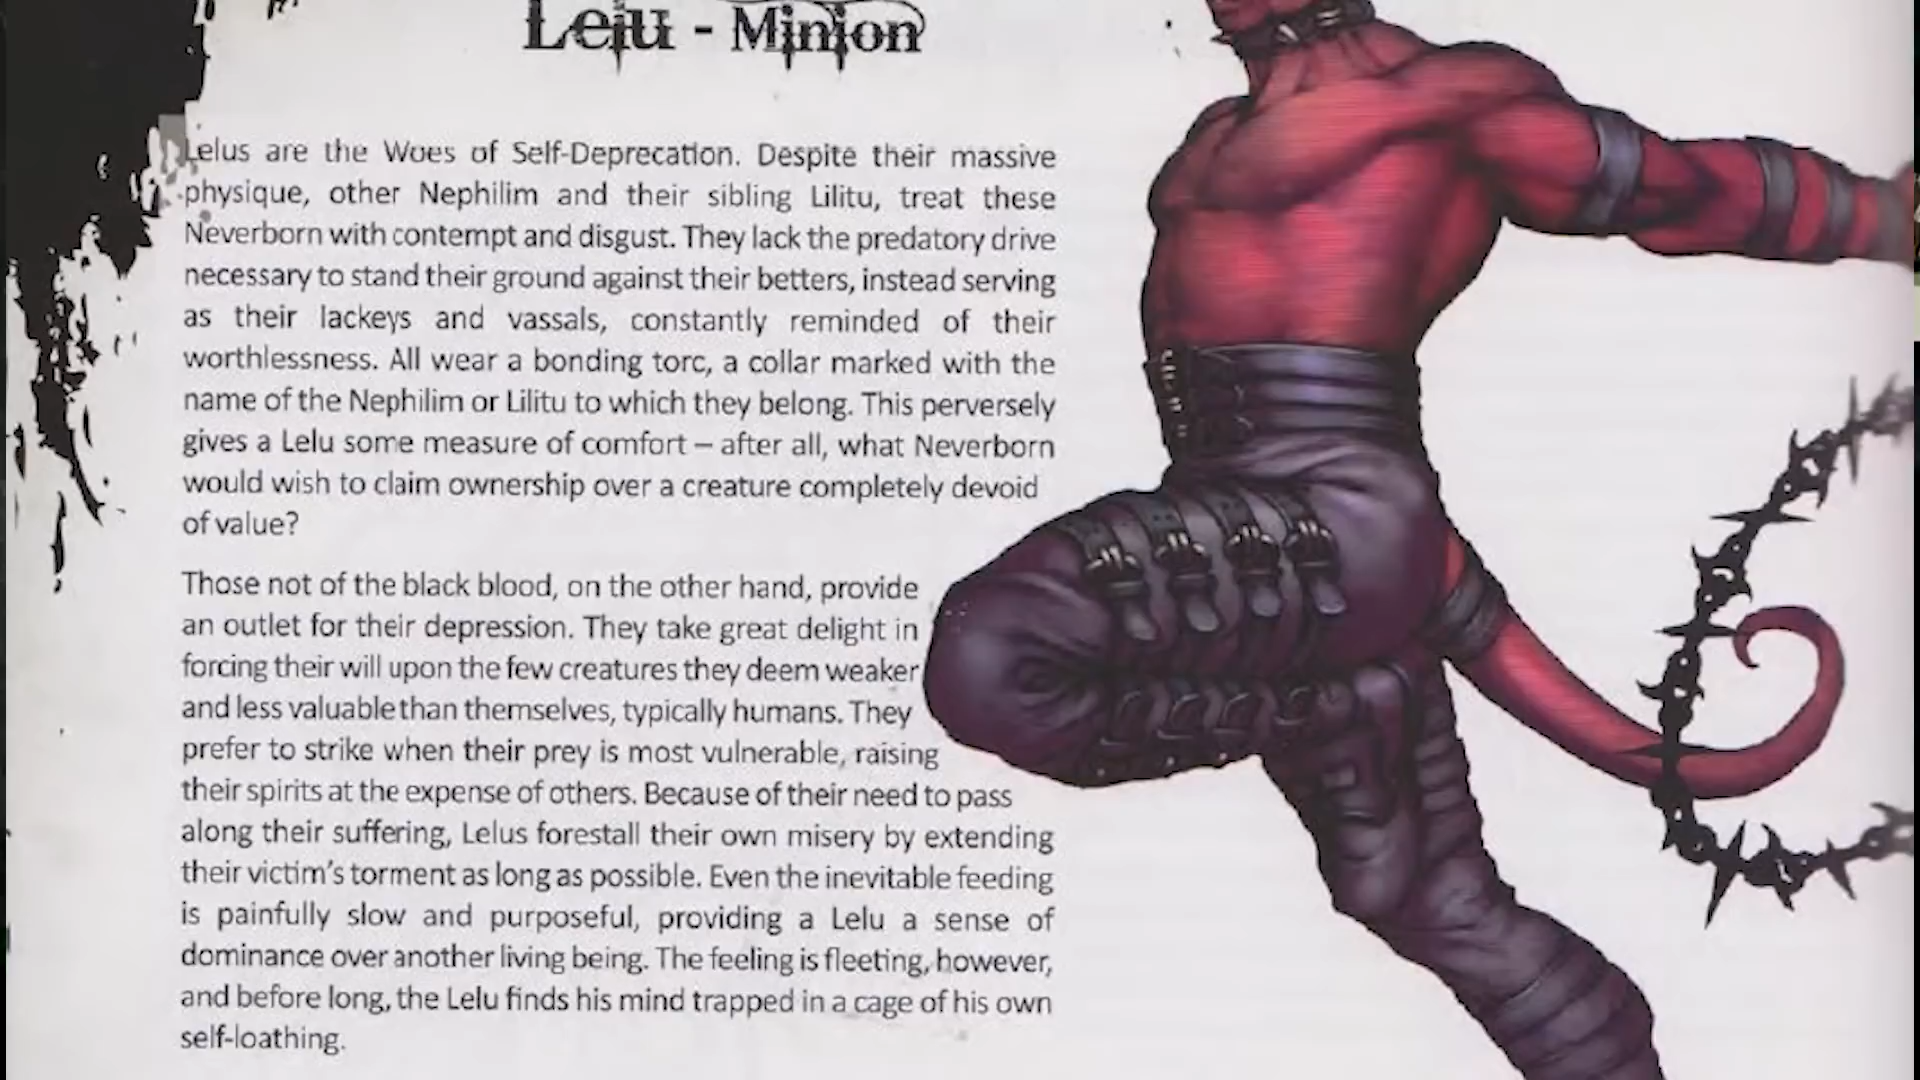 Lelu - Minion
Lelus are the Woes of Self-Deprecation. Despite their massive
physique, other Nephilim and their sibling Lilitu, treat these
Neverborn with contempt and disgust. They lack the predatory drive
necessary to stand their ground against their betters, instead serving
as their lackeys and vassals, constantly reminded of their
worthlessness. All wear a bonding torc, a collar marked with the
name of the Nephilim or Lilitu to which they belong. This perversely
gives a Lelu some measure of comfort – after all, what Neverborn
would wish to claim ownership over a creature completely devoid
of value?
Those not of the black blood, on the other hand, provide
an outlet for their depression. They take great delight in
forcing their will upon the few creatures they deem weaker
and less valuable than themselves, typically humans. They
prefer to strike when their prey is most vulnerable, raising
their spirits at the expense of others. Because of their need to pass
along their suffering, Lelus forestall their own misery by extending
their victim's torment as long as possible. Even the inevitable feeding
is painfully slow and purposeful, providing a Lelu a sense of
dominance over another living being. The feeling is fleeting, however,
and before long, the Lelu finds his mind trapped in a cage of his own
self-loathing.